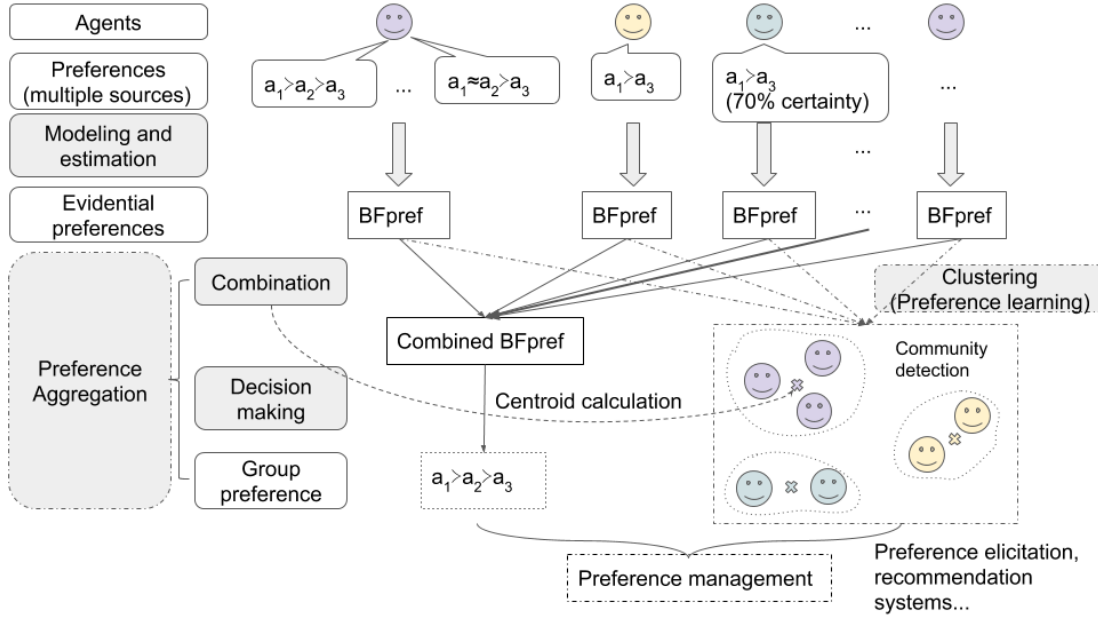 Agents
...
Preferences
(multiple sources)
a1≻a2≻a3
...
a1≈a2≻a3
a1≻a3
a1≻a3
(70% certainty)
...
Modeling and
estimation
...
Evidential
preferences
BFpref
BFpref
BFpref
...
BFpref
Combination
Clustering
(Preference learning)
Combined BFpref
Community
detection
Preference
Aggregation
Decision
making
Centroid calculation
Group
preference
a1≻a2≻a3
Preference management
Preference elicitation,
recommendation
systems...